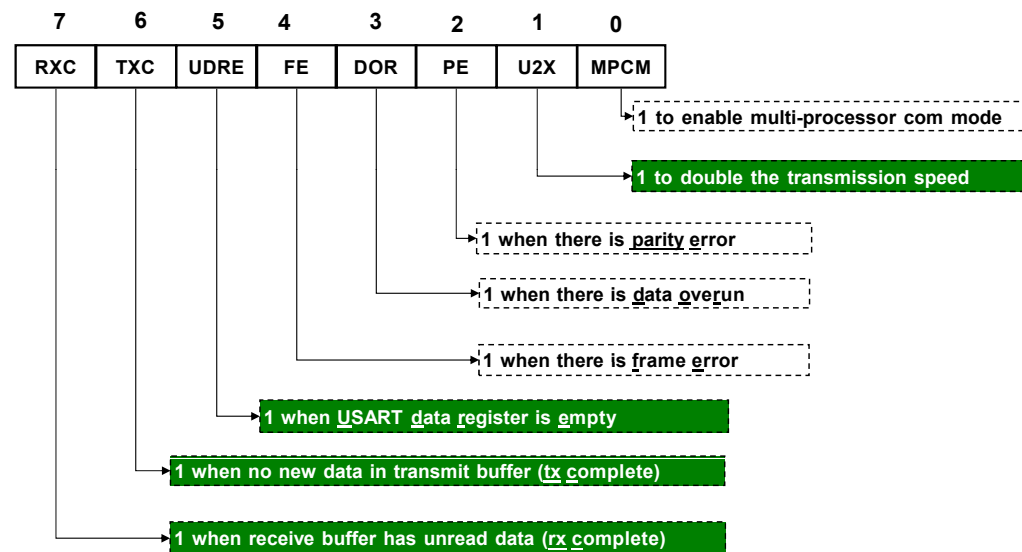 7 6 5 4 3 2 1 0
RXC TXC UDRE FE DOR PE U2X MPCM
1 to enable multi-processor com mode
1 to double the transmission speed
1 when there is parity error
1 when there is data overun
1 when there is frame error
1 when USART data register is empty
1 when no new data in transmit buffer (tx complete)
1 when receive buffer has unread data (rx complete)